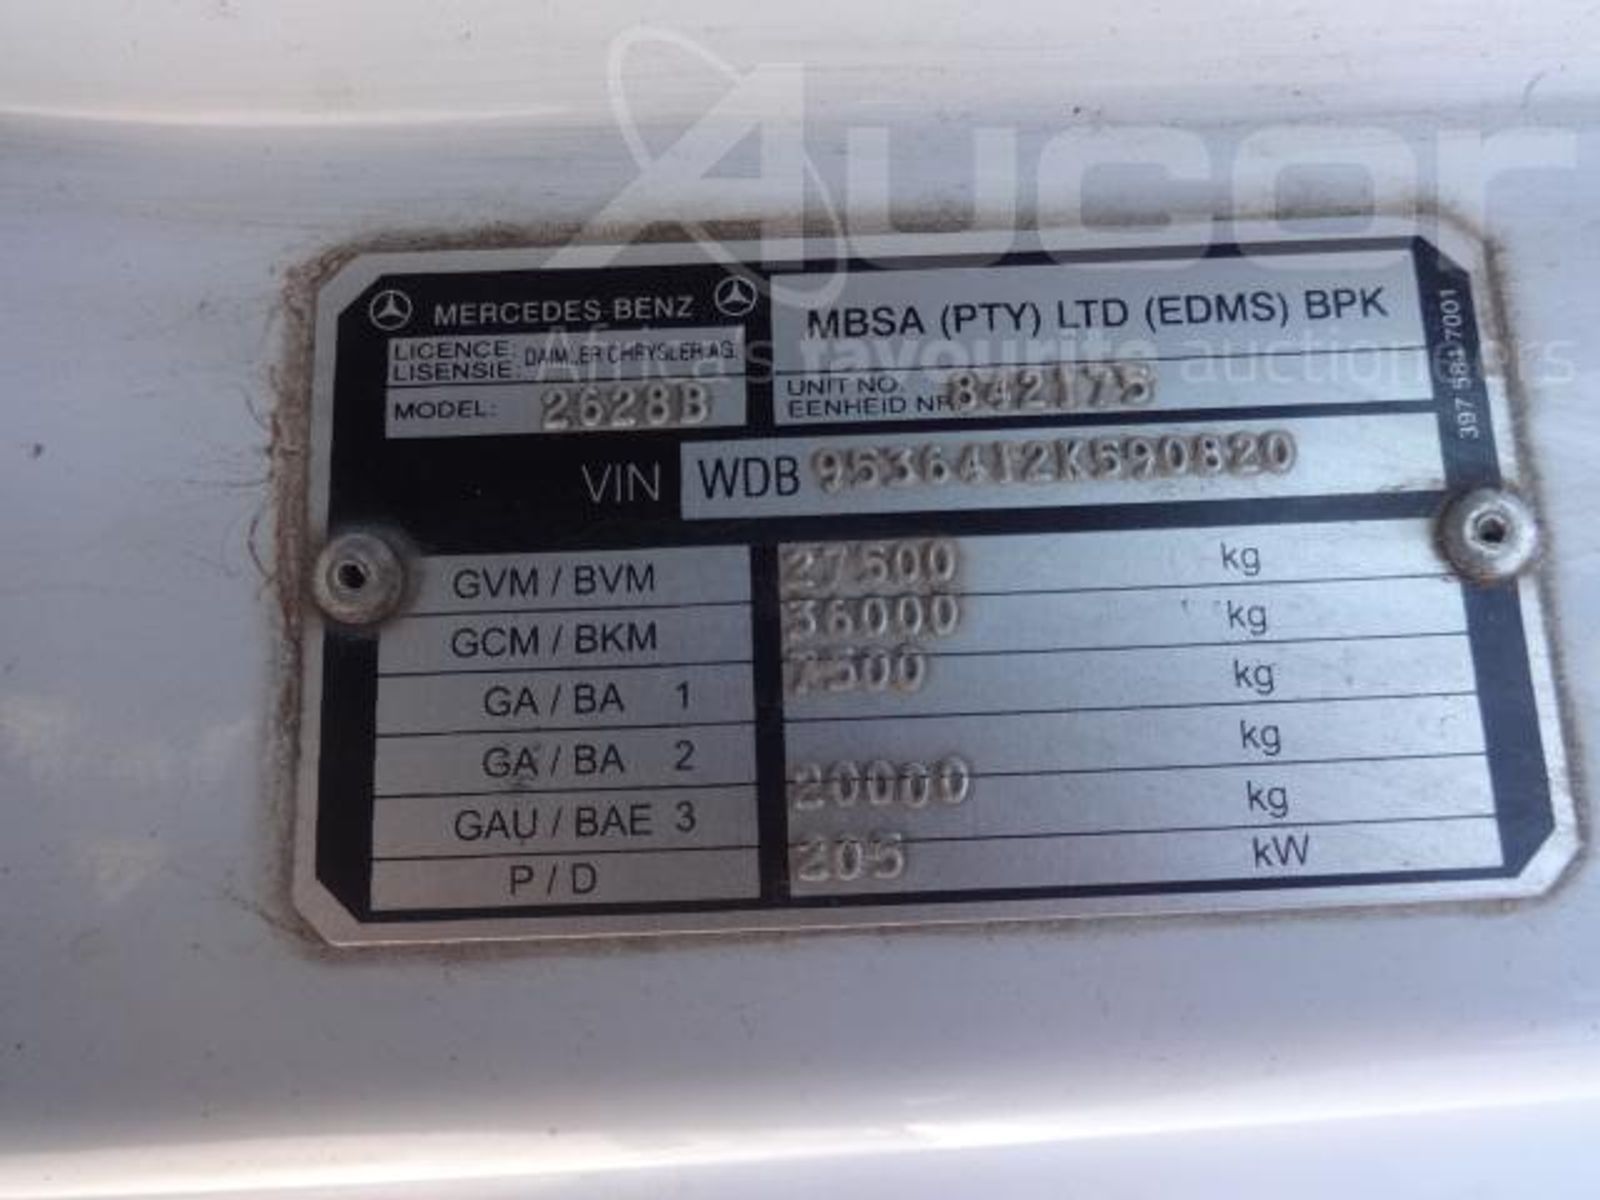 Aucor
Africa's favourite auctioneers
MERCEDES-BENZ
LICENCE: DAIMLER CHRYSLER AG.
LISENSIE:
MODEL: 2628B
MBSA (PTY) LTD (EDMS) BPK
UNIT NO.
EENHEID NR. 842175
VIN WDB 9536412K590820
GVM / BVM 27500 kg
GCM / BKM 36000 kg
GA / BA 1 7500 kg
GA / BA 2 kg
GAU / BAE 3 20000 kg
P / D 205 kW
397 7001